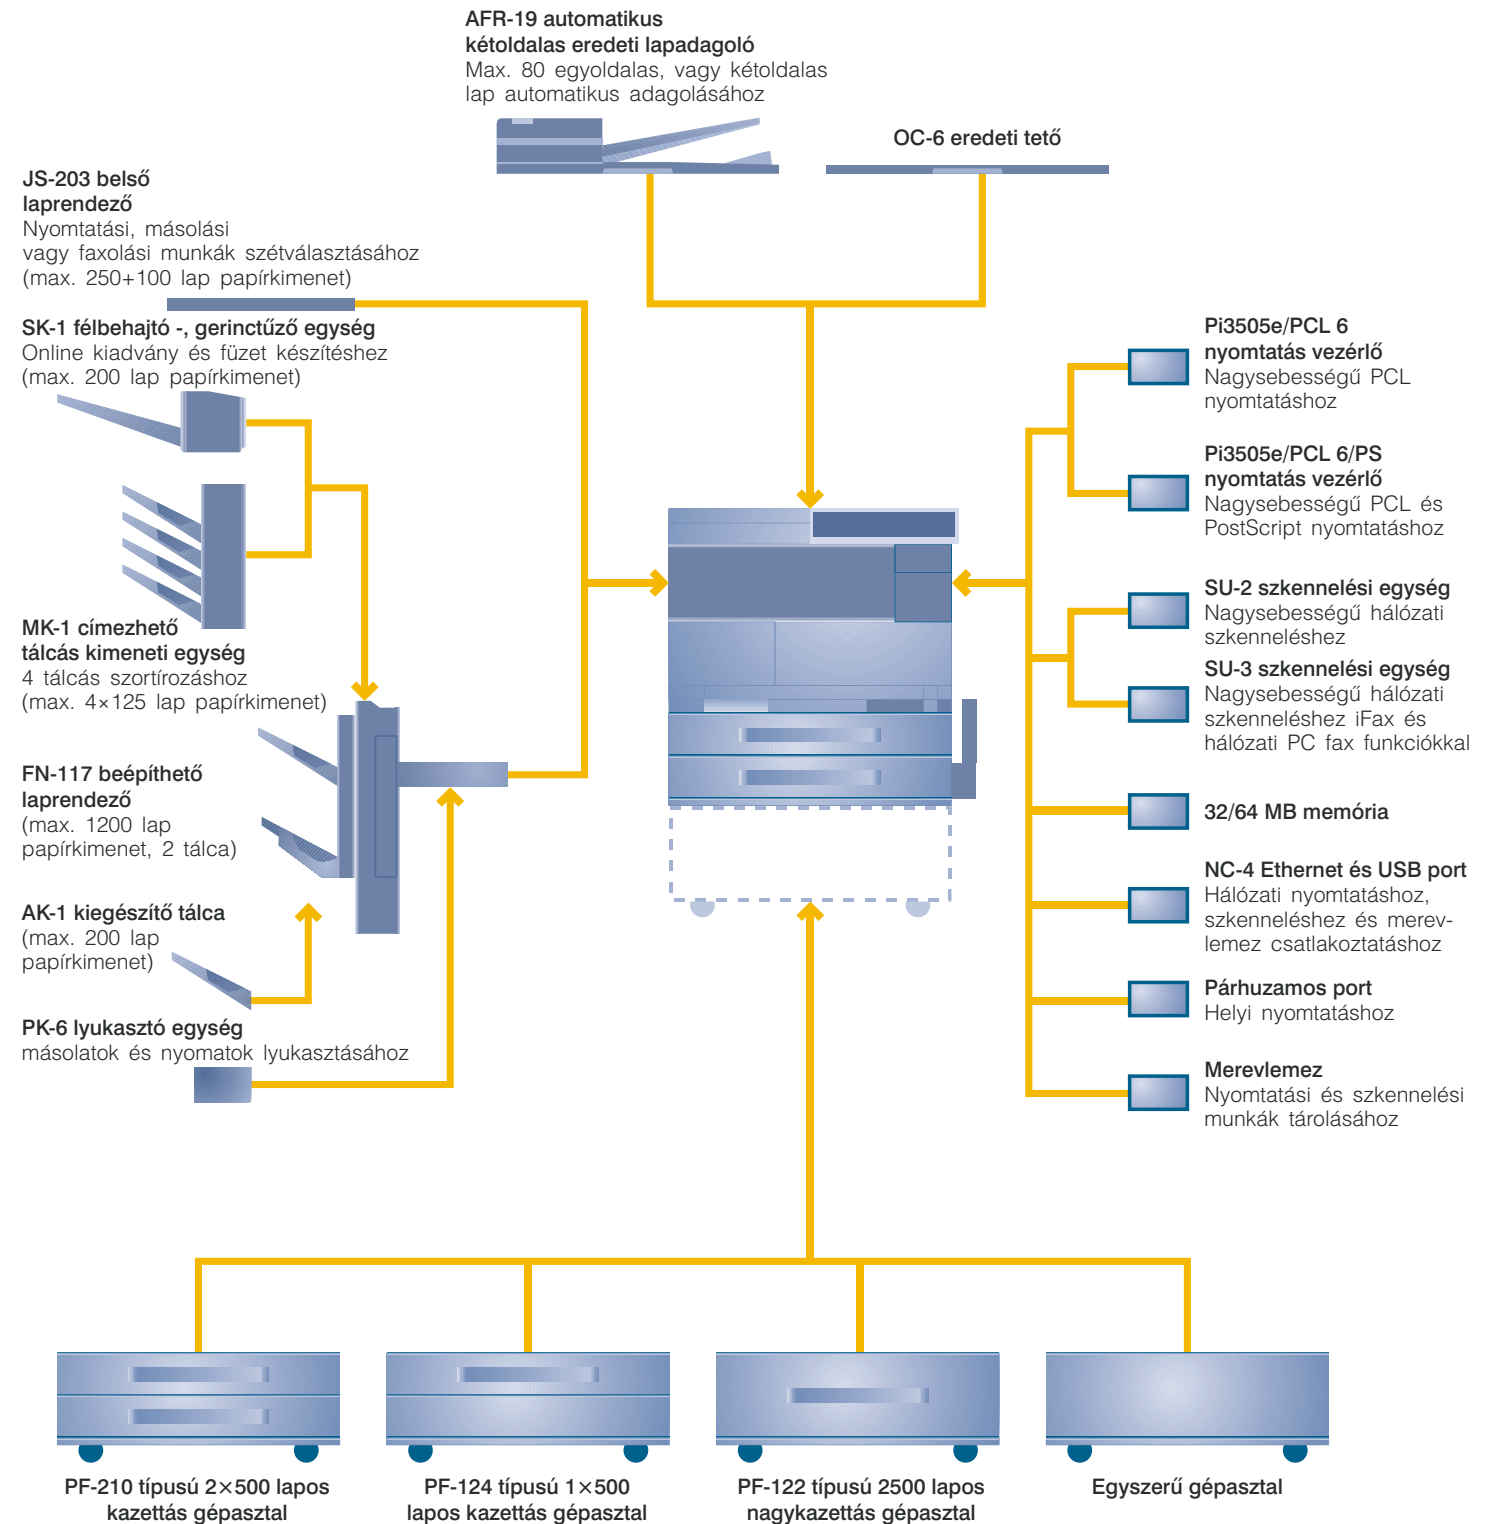 AFR-19 automatikus
kétoldalas eredeti lapadagoló
Max. 80 egyoldalas, vagy kétoldalas
lap automatikus adagolásához
OC-6 eredeti tető
JS-203 belső
laprendező
Nyomtatási, másolási
vagy faxolási munkák szétválasztásához
(max. 250+100 lap papírkimenet)
SK-1 félbehajtó -, gerinctűző egység
Online kiadvány és füzet készítéshez
(max. 200 lap papírkimenet)
MK-1 címezhető
tálcás kimeneti egység
4 tálcás szortírozáshoz
(max. 4×125 lap papírkimenet)
FN-117 beépíthető
laprendező
(max. 1200 lap
papírkimenet, 2 tálca)
AK-1 kiegészítő tálca
(max. 200 lap
papírkimenet)
PK-6 lyukasztó egység
másolatok és nyomatok lyukasztásához
Pi3505e/PCL 6
nyomtatás vezérlő
Nagysebességű PCL
nyomtatáshoz
Pi3505e/PCL 6/PS
nyomtatás vezérlő
Nagysebességű PCL és
PostScript nyomtatáshoz
SU-2 szkennelési egység
Nagysebességű hálózati
szkenneléshez
SU-3 szkennelési egység
Nagysebességű hálózati
szkenneléshez iFax és
hálózati PC fax funkciókkal
32/64 MB memória
NC-4 Ethernet és USB port
Hálózati nyomtatáshoz,
szkenneléshez és merev-
lemez csatlakoztatáshoz
Párhuzamos port
Helyi nyomtatáshoz
Merevlemez
Nyomtatási és szkennelési
munkák tárolásához
PF-210 típusú 2×500 lapos
kazettás gépasztal
PF-124 típusú 1×500
lapos kazettás gépasztal
PF-122 típusú 2500 lapos
nagykazettás gépasztal
Egyszerű gépasztal